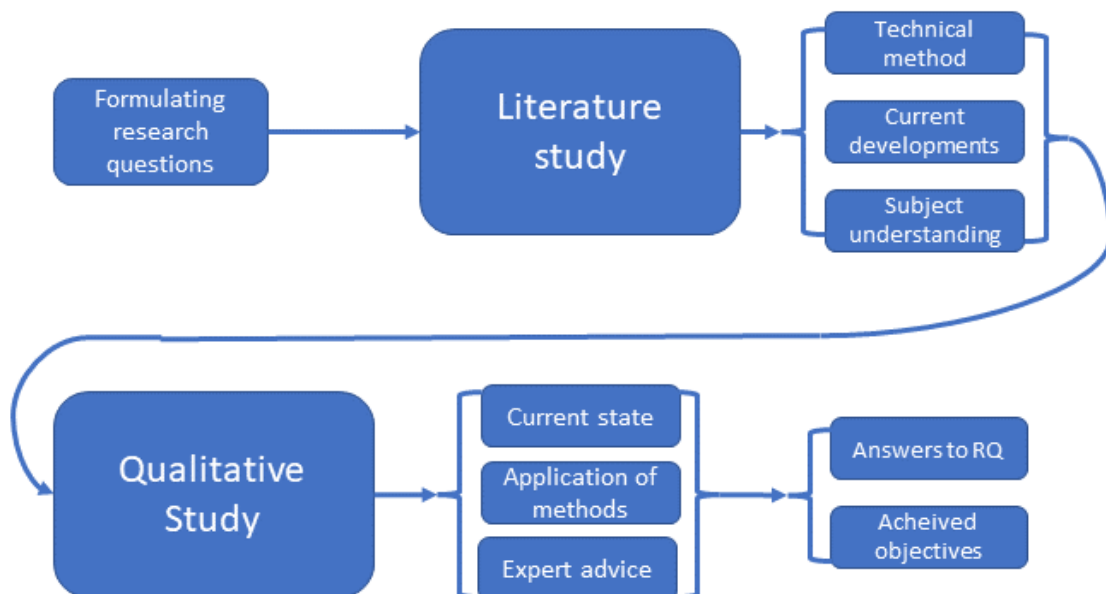 Formulating
research
questions
Literature
study
Technical
method
Current
developments
Subject
understanding
Qualitative
Study
Current state
Application of
methods
Expert advice
Answers to RQ
Acheived
objectives